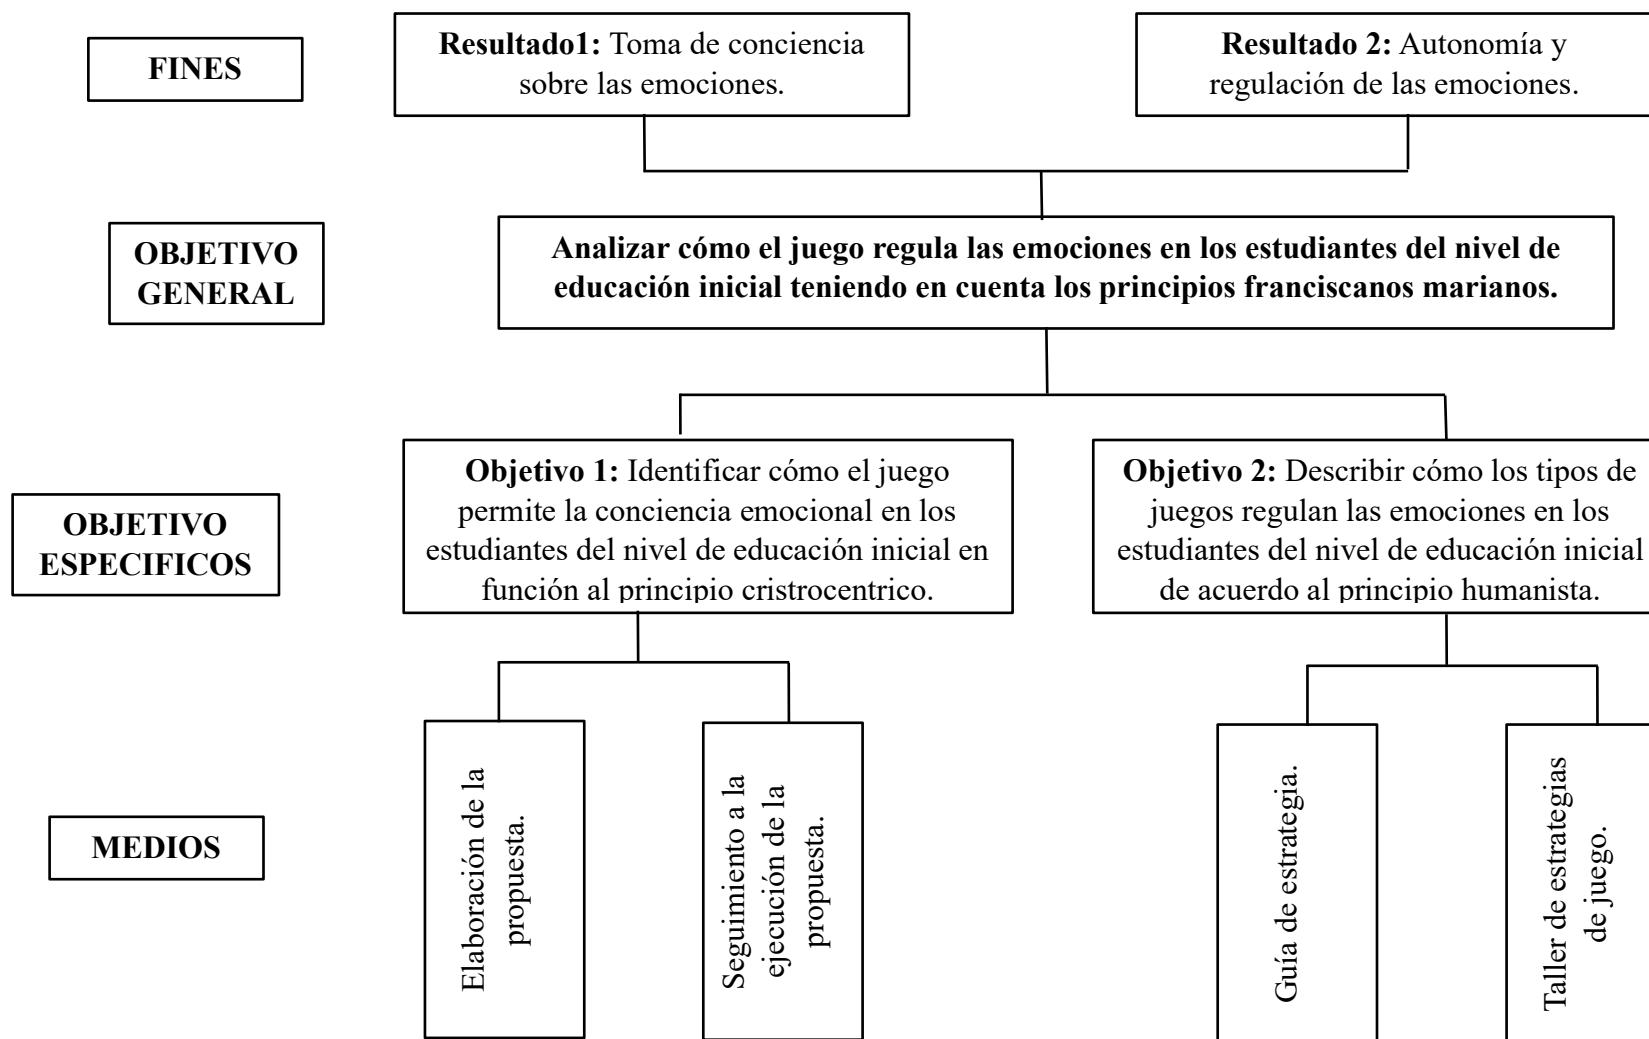 FINES
Resultado1: Toma de conciencia
sobre las emociones.
Resultado 2: Autonomía y
regulación de las emociones.
OBJETIVO
GENERAL
Analizar cómo el juego regula las emociones en los estudiantes del nivel de
educación inicial teniendo en cuenta los principios franciscanos marianos.
OBJETIVO
ESPECIFICOS
Objetivo 1: Identificar cómo el juego
permite la conciencia emocional en los
estudiantes del nivel de educación inicial en
función al principio cristrocentrico.
Objetivo 2: Describir cómo los tipos de
juegos regulan las emociones en los
estudiantes del nivel de educación inicial
de acuerdo al principio humanista.
MEDIOS
Elaboración de la
propuesta.
Seguimiento a la
ejecución de la
propuesta.
Guía de estrategia.
Taller de estrategias
de juego.